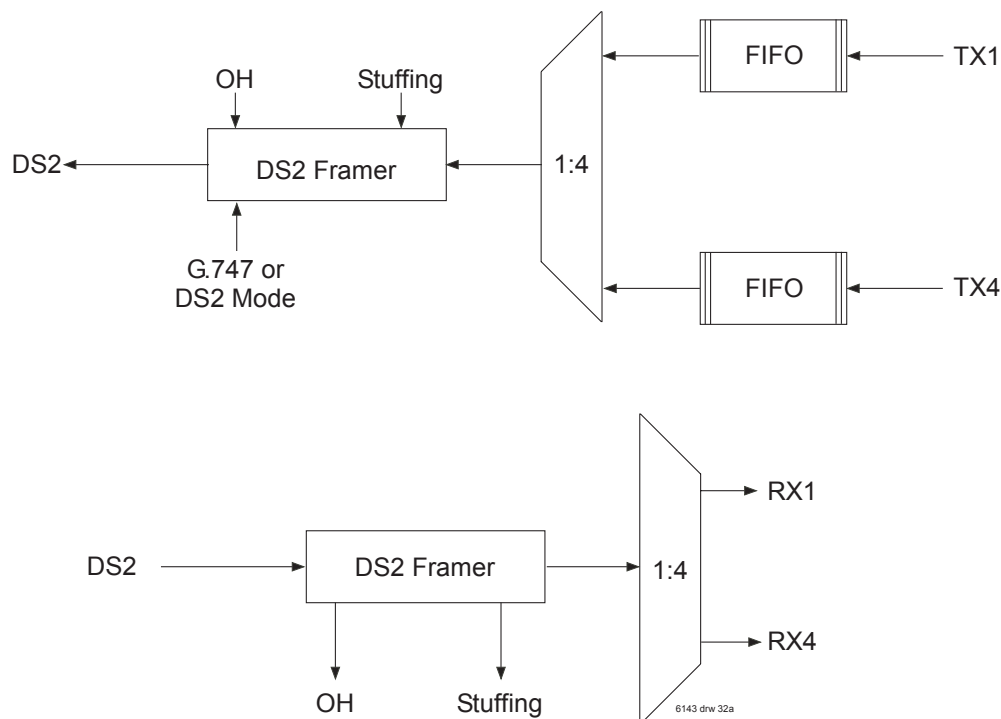 FIFO
TX1
OH
Stuffing
DS2
DS2 Framer
1:4
G.747 or
DS2 Mode
FIFO
TX4
RX1
DS2
DS2 Framer
1:4
RX4
OH
Stuffing
6143 drw 32a